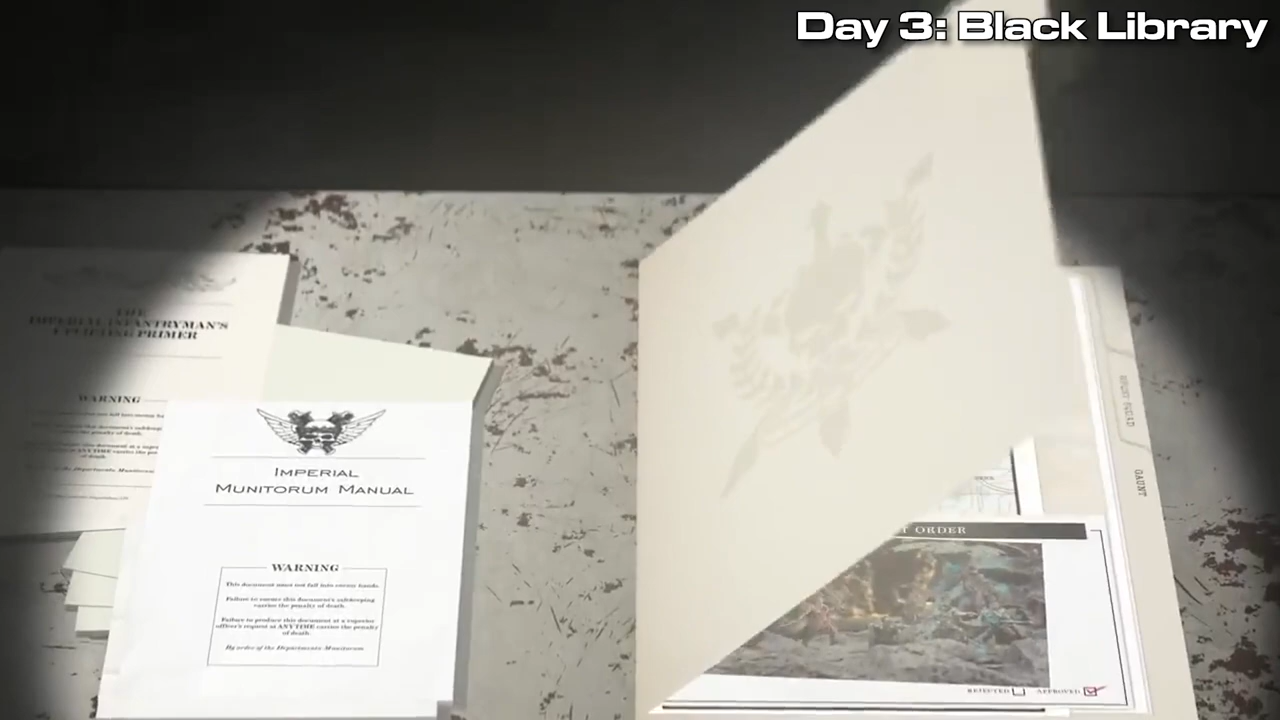 Day 3: Black Library
THE
IMPERIAL INFANTRYMAN'S
UPLIFTING PRIMER
WARNING
IMPERIAL
MUNITORUM MANUAL
WARNING
This document must not fall into enemy hands.
Failure to ensure this document's safekeeping
carries the penalty of death.
Failure to produce this document at a superior
officer's request at ANYTIME carries the penalty
of death.
By order of the Departmento Munitorum
T ORDER
REJECTED
APPROVED
GAUNT